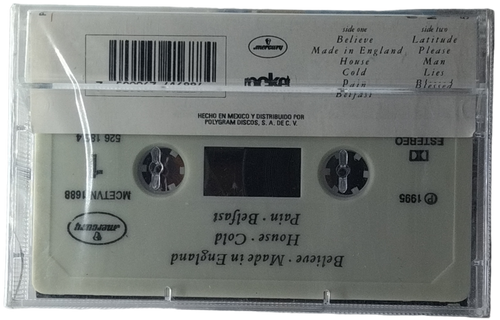 side one
Believe
Made in England
House
Cold
Pain
Belfast
side two
Latitude
Please
Man
Lies
Blessed
mercury
rocket
HECHO EN MEXICO Y DISTRIBUIDO POR
POLYGRAM DISCOS, S. A. DE C. V.
Believe · Made in England
House · Cold
Pain · Belfast
mercury
℗ 1995
MCETVN 1688
1
ESTEREO